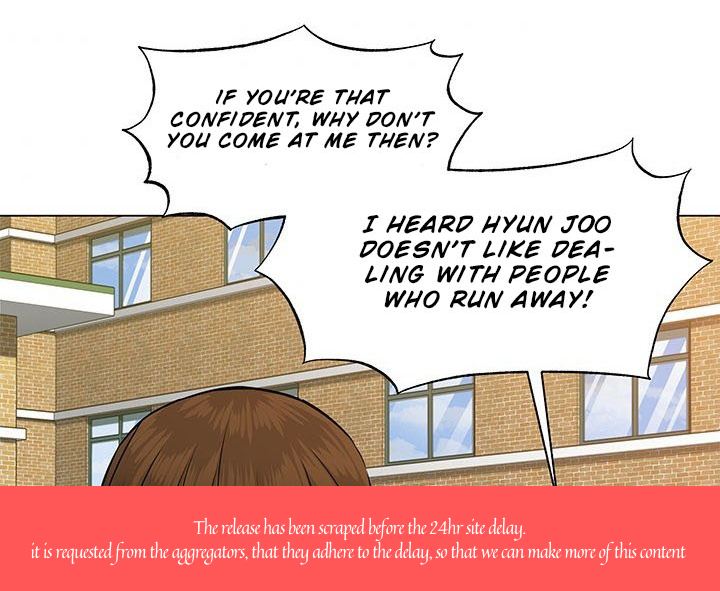 IF YOU'RE THAT
CONFIDENT, WHY DON'T
YOU COME AT ME THEN?
I HEARD HYUN JOO
DOESN'T LIKE DEA-
LING WITH PEOPLE
WHO RUN AWAY!
The release has been scraped before the 24hr site delay.
it is requested from the aggregators, that they adhere to the delay, so that we can make more of this content